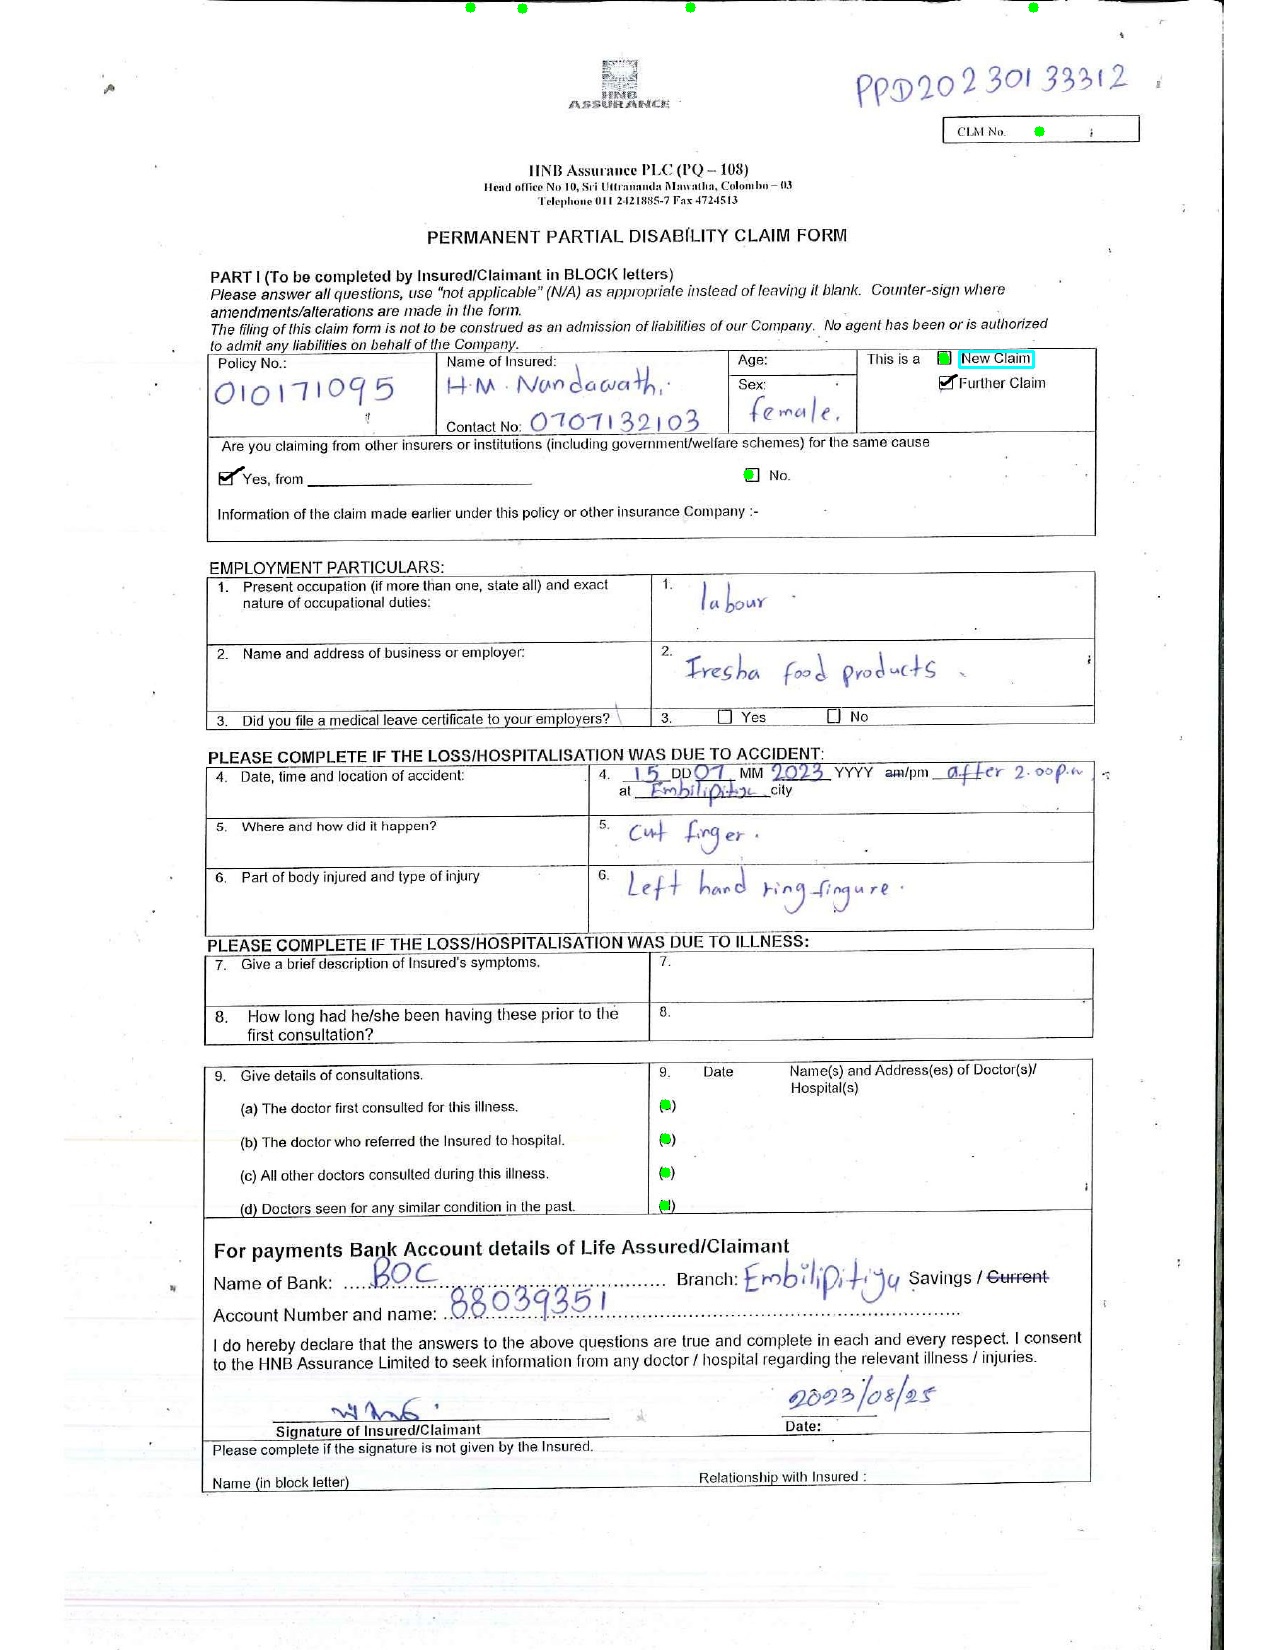 HNB
ASSURANCE
PPD20230133312
CLM No.
HNB Assurance PLC (PQ – 108)
Head office No 10, Sri Uttrananda Mawatha, Colombo – 03
Telephone 011 2421885-7 Fax 4724513
PERMANENT PARTIAL DISABILITY CLAIM FORM
PART I (To be completed by Insured/Claimant in BLOCK letters)
Please answer all questions, use "not applicable" (N/A) as appropriate instead of leaving it blank. Counter-sign where
amendments/alterations are made in the form.
The filing of this claim form is not to be construed as an admission of liabilities of our Company. No agent has been or is authorized
to admit any liabilities on behalf of the Company.
Policy No.: Name of Insured: Age: This is a New Claim
010171095 H.M. Nandawathi Sex: Further Claim
Contact No: 0707132103 female.
Are you claiming from other insurers or institutions (including government/welfare schemes) for the same cause
Yes, from No.
Information of the claim made earlier under this policy or other insurance Company :-
EMPLOYMENT PARTICULARS:
1. Present occupation (if more than one, state all) and exact 1. labour
nature of occupational duties:
2. Name and address of business or employer: 2. Iresha food products
3. Did you file a medical leave certificate to your employers? 3. Yes No
PLEASE COMPLETE IF THE LOSS/HOSPITALISATION WAS DUE TO ACCIDENT:
4. Date, time and location of accident: 4. 15 DD 07 MM 2023 YYYY am/pm after 2.00p.m
at Embilipitiya city
5. Where and how did it happen? 5. Cut finger.
6. Part of body injured and type of injury 6. Left hand ring fingure.
PLEASE COMPLETE IF THE LOSS/HOSPITALISATION WAS DUE TO ILLNESS:
7. Give a brief description of Insured's symptoms. 7.
8. How long had he/she been having these prior to the 8.
first consultation?
9. Give details of consultations. 9. Date Name(s) and Address(es) of Doctor(s)/
Hospital(s)
(a) The doctor first consulted for this illness.
(b) The doctor who referred the Insured to hospital.
(c) All other doctors consulted during this illness.
(d) Doctors seen for any similar condition in the past.
For payments Bank Account details of Life Assured/Claimant
Name of Bank: BOC Branch: Embilipitiya Savings / Current
Account Number and name: 88039351
I do hereby declare that the answers to the above questions are true and complete in each and every respect. I consent
to the HNB Assurance Limited to seek information from any doctor / hospital regarding the relevant illness / injuries.
2023/08/25
Signature of Insured/Claimant Date:
Please complete if the signature is not given by the Insured.
Name (in block letter) Relationship with Insured :